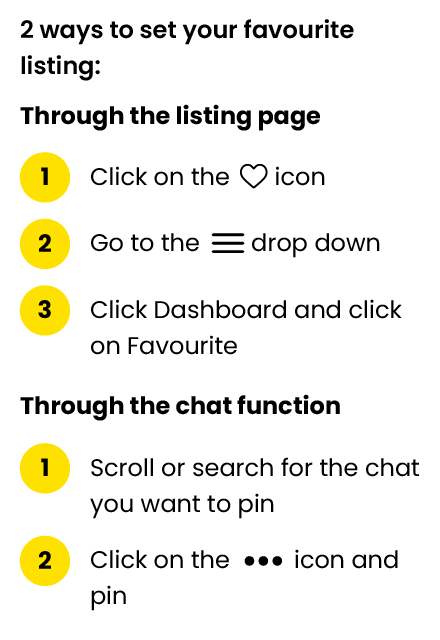 2 ways to set your favourite
listing:
Through the listing page
1 Click on the icon
2 Go to the drop down
3 Click Dashboard and click
on Favourite
Through the chat function
1 Scroll or search for the chat
you want to pin
2 Click on the ••• icon and
pin